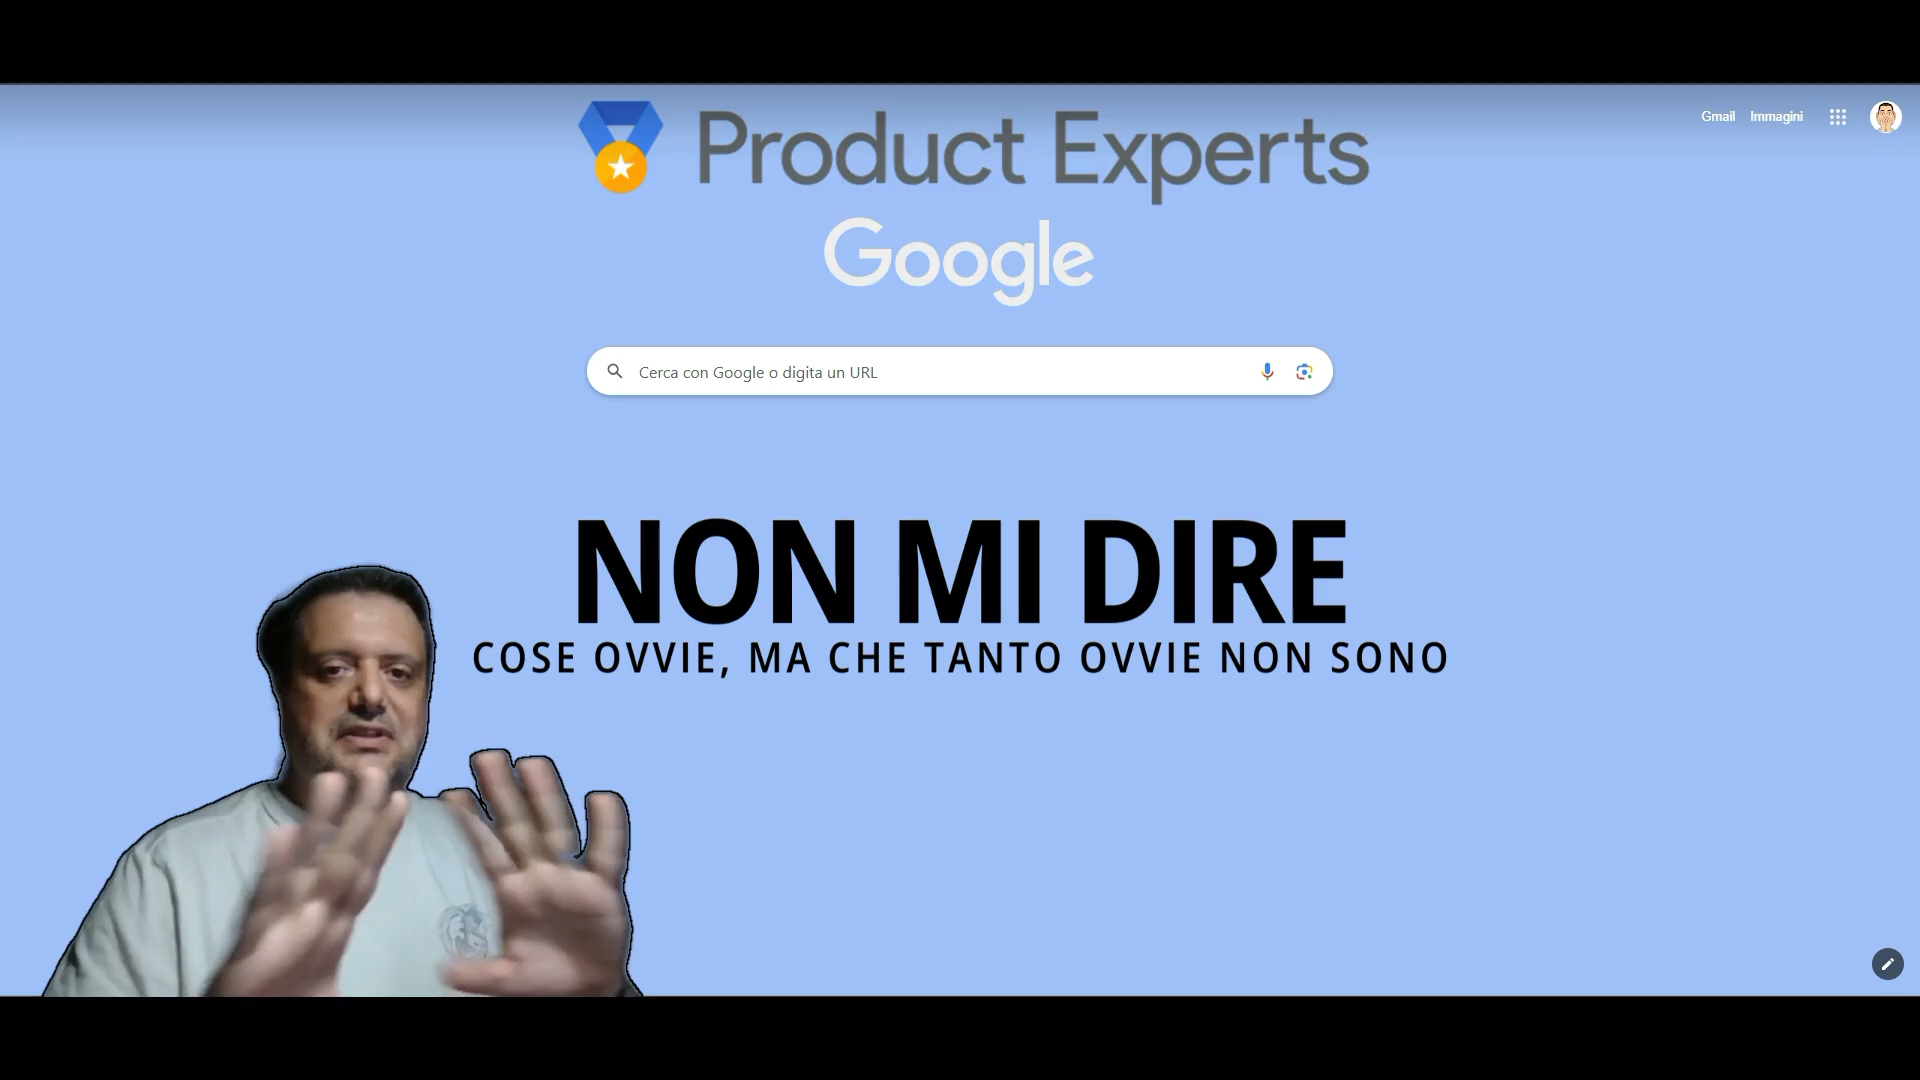 Product Experts
Gmail Immagini
Google
Cerca con Google o digita un URL
NON MI DIRE
COSE OVVIE, MA CHE TANTO OVVIE NON SONO